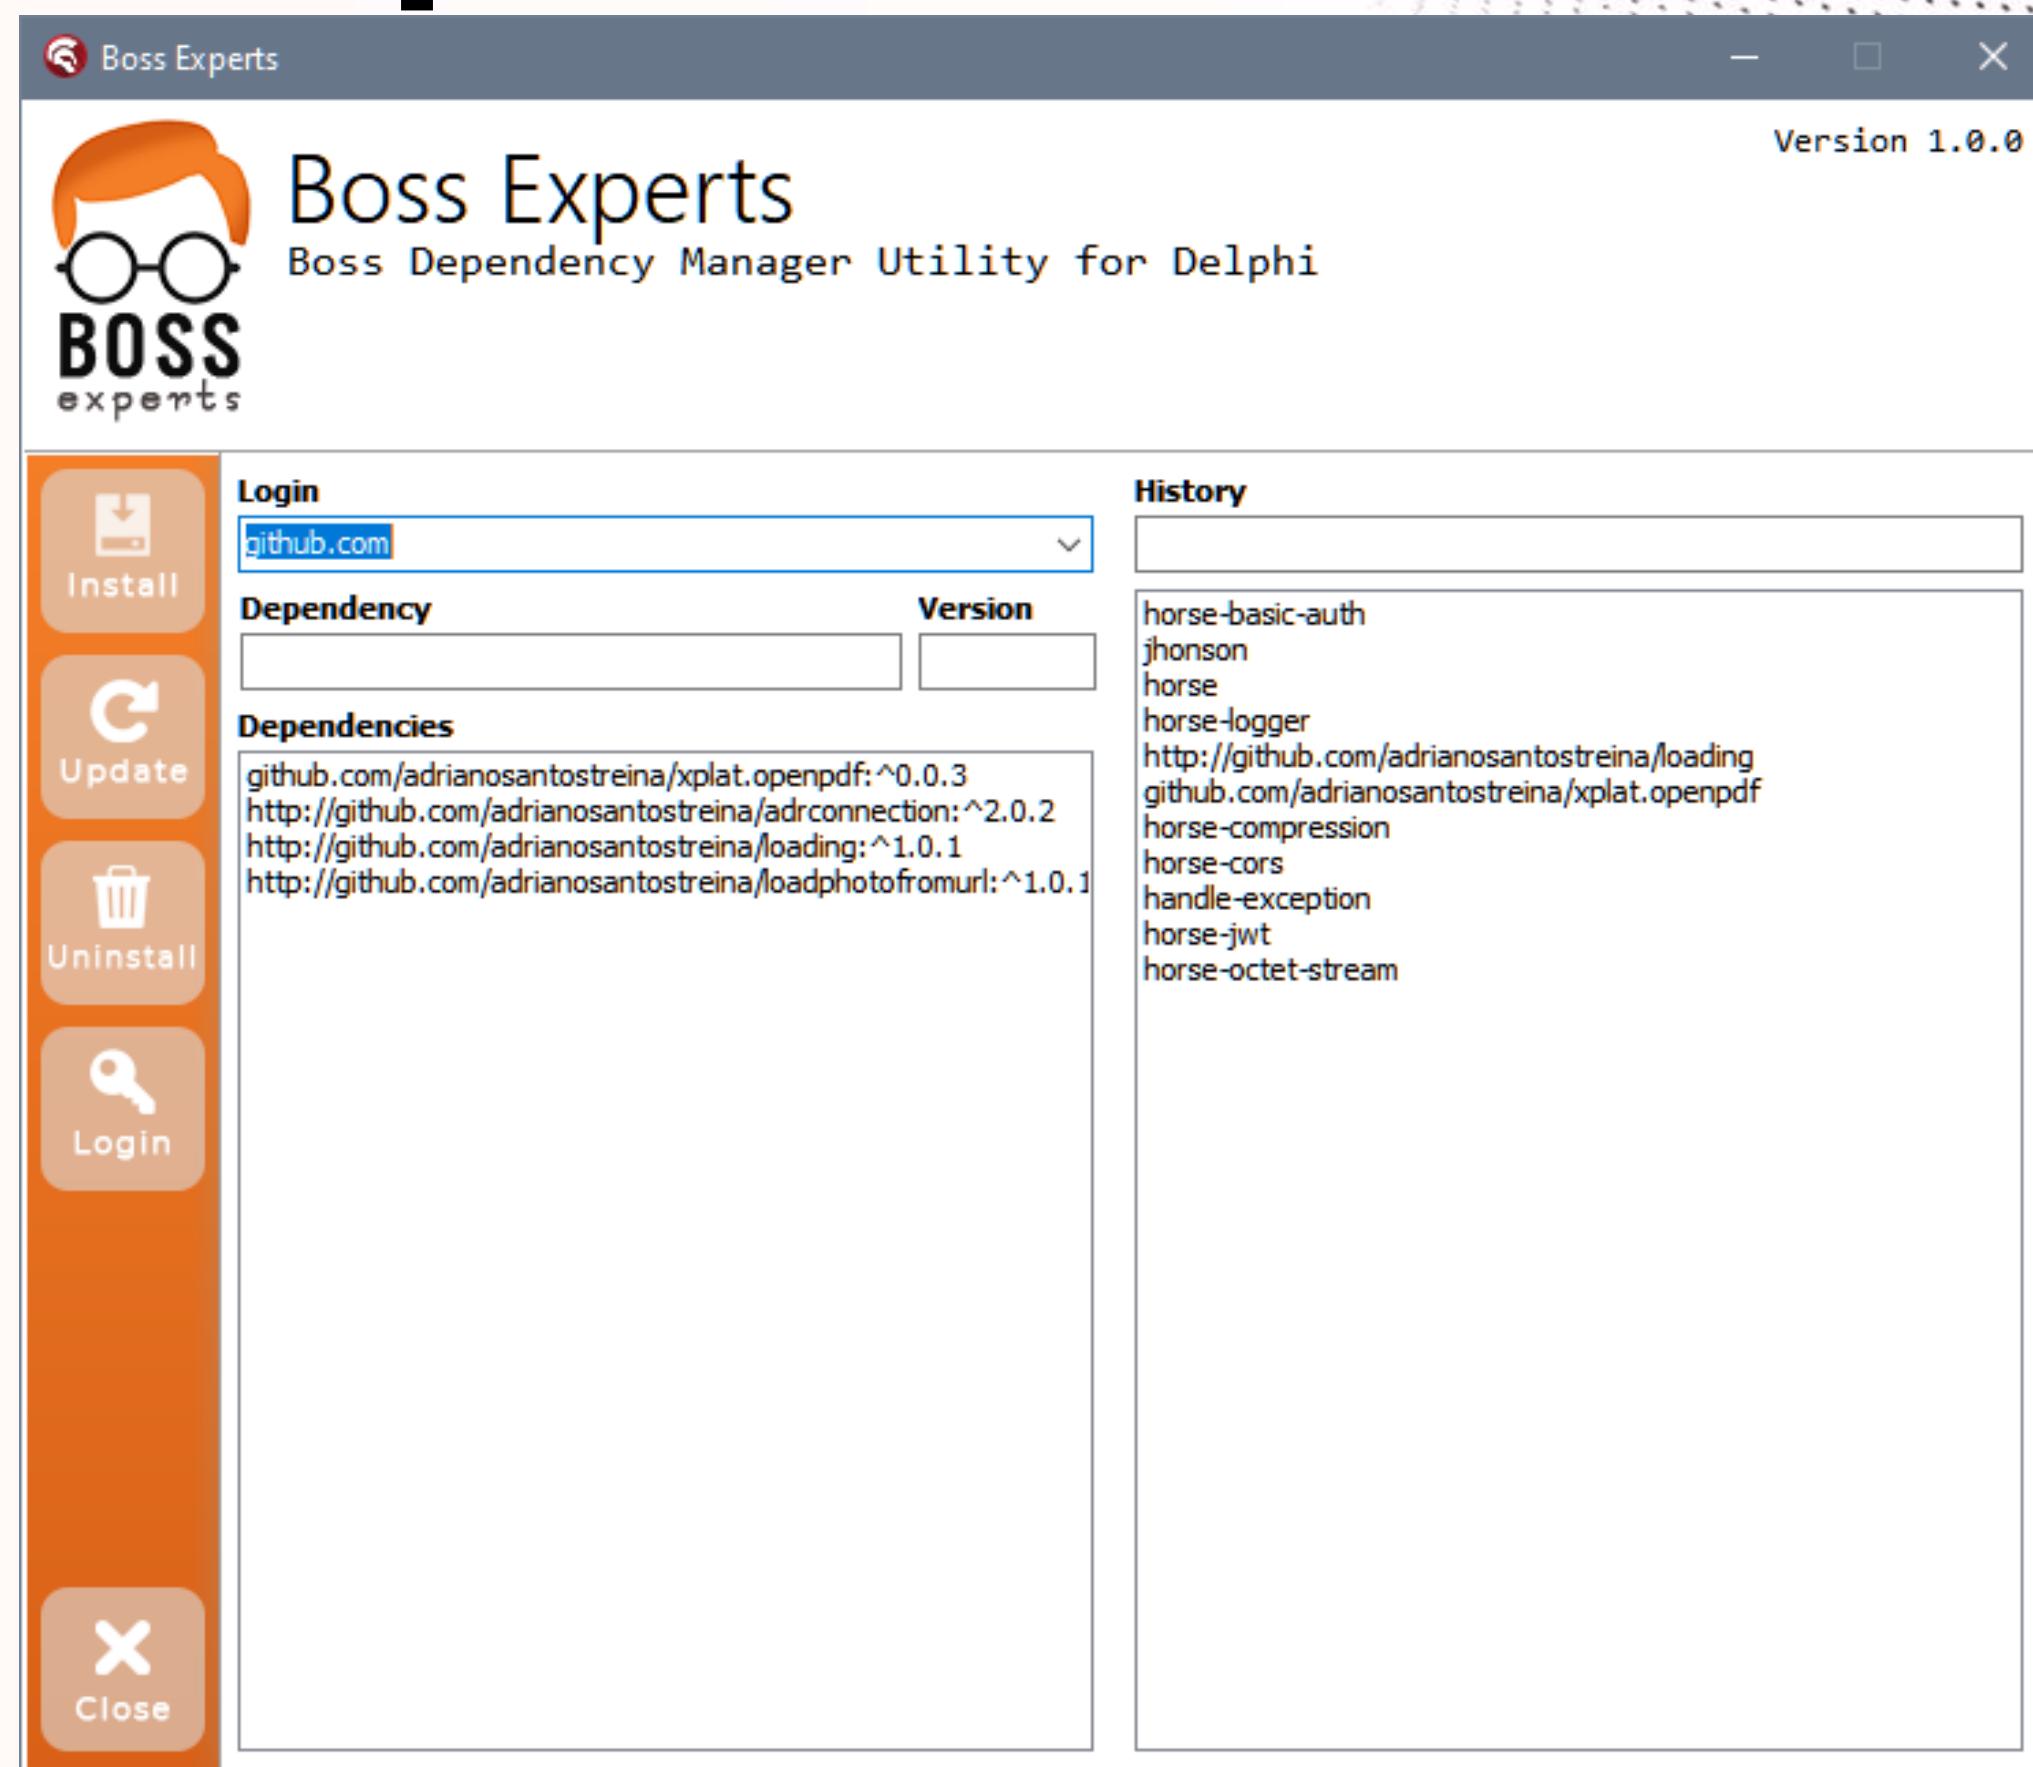 Boss Experts
Version 1.0.0
Boss Experts
Boss Dependency Manager Utility for Delphi
BOSS
experts
Install
Update
Uninstall
Login
Close
Login
github.com
Dependency Version
Dependencies
github.com/adrianosantostreina/xplat.openpdf:^0.0.3
http://github.com/adrianosantostreina/adrconnection:^2.0.2
http://github.com/adrianosantostreina/loading:^1.0.1
http://github.com/adrianosantostreina/loadphotofromurl:^1.0.1
History
horse-basic-auth
jhonson
horse
horse-logger
http://github.com/adrianosantostreina/loading
github.com/adrianosantostreina/xplat.openpdf
horse-compression
horse-cors
handle-exception
horse-jwt
horse-octet-stream